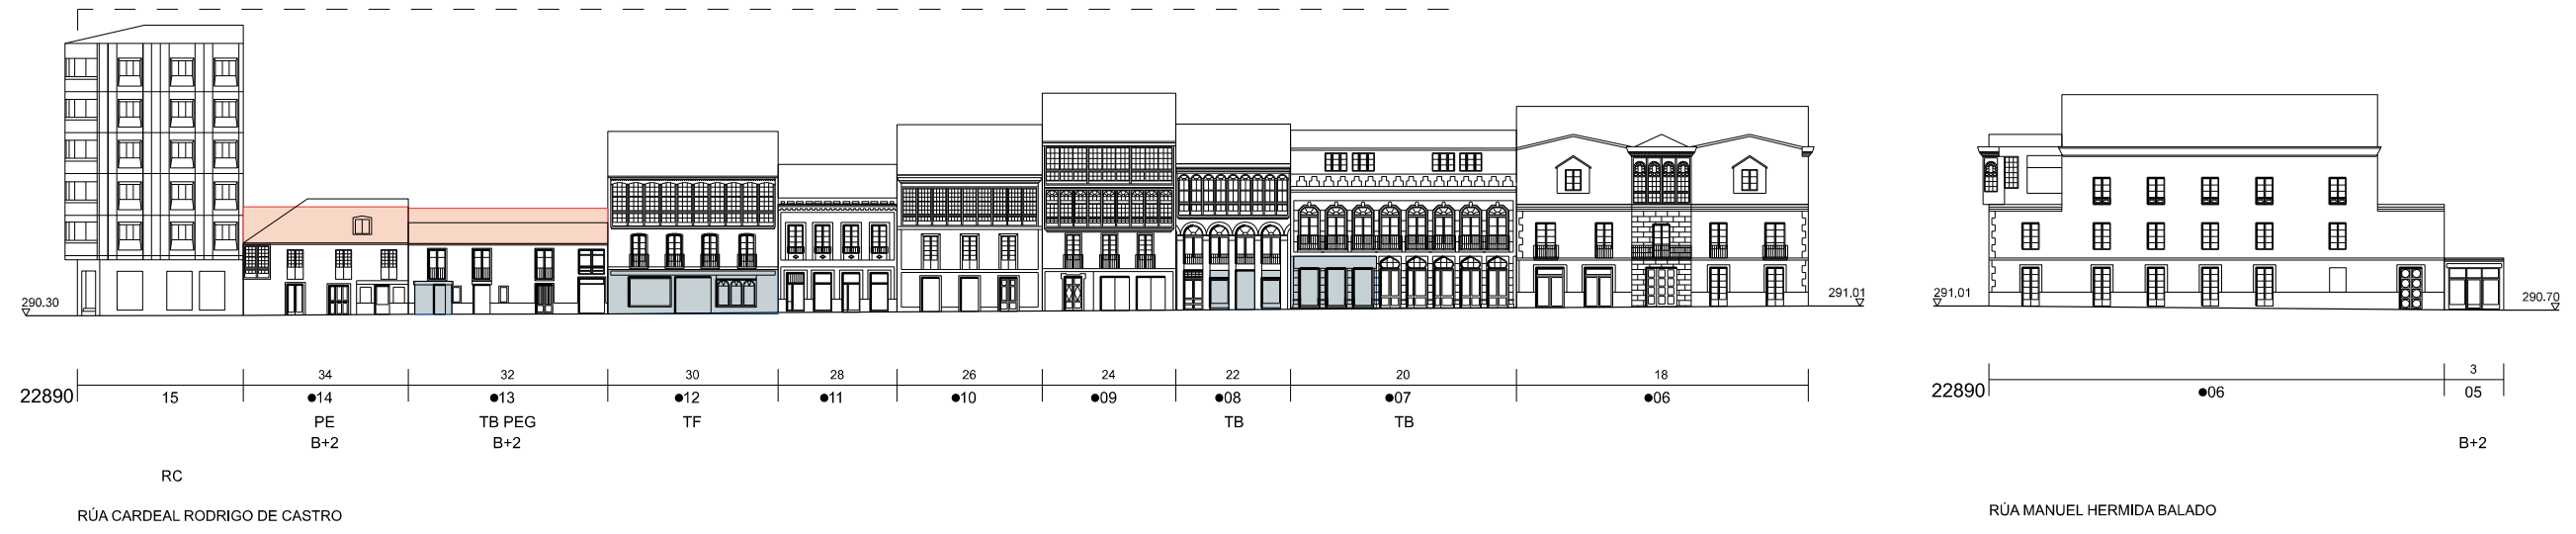 290.30
291,01
291,01
290.70
34
32
30
28
26
24
22
20
18
3
22890
15
●14
●13
●12
●11
●10
●09
●08
●07
●06
22890
●06
05
PE
TB PEG
TF
TB
TB
B+2
B+2
B+2
RC
RÚA CARDEAL RODRIGO DE CASTRO
RÚA MANUEL HERMIDA BALADO